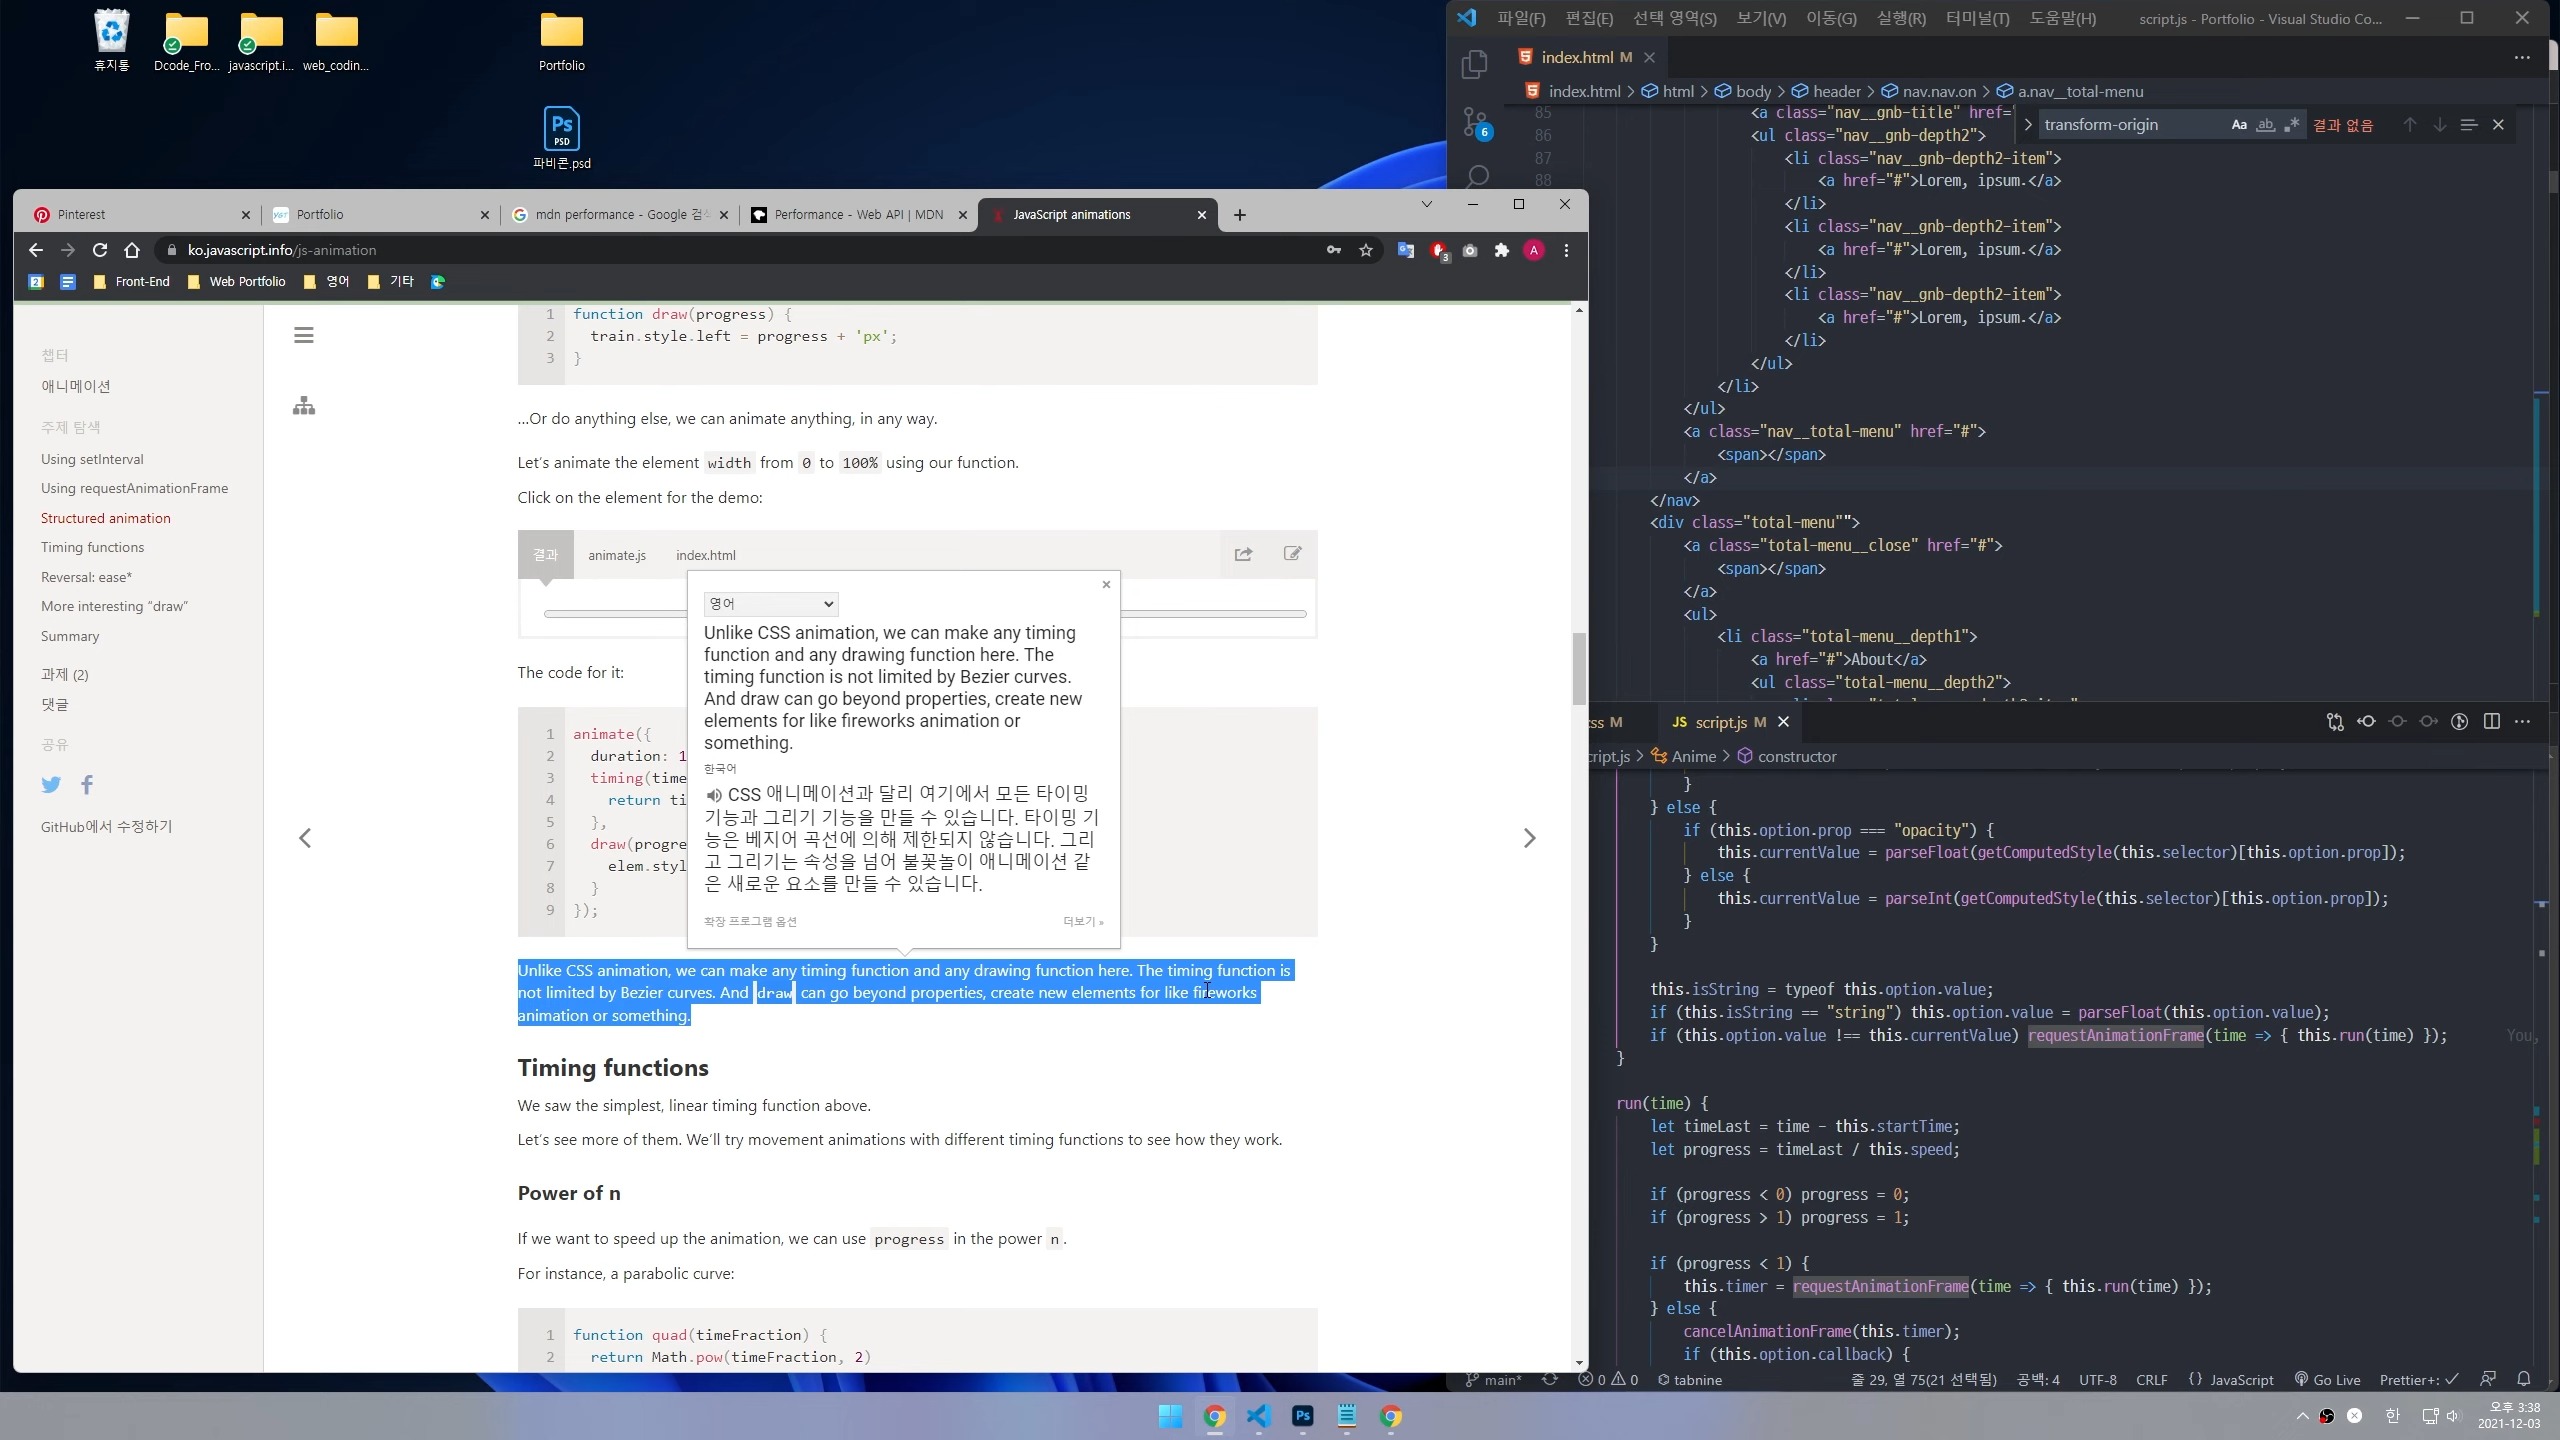 휴지통
Dcode_Fro...
javascript.i...
web_codin...
Portfolio
파비콘.psd
Pinterest
Portfolio
mdn performance - Google 검색
Performance - Web API | MDN
JavaScript animations
ko.javascript.info/js-animation
Front-End
Web Portfolio
영어
기타
챕터
애니메이션
주제 탐색
Using setInterval
Using requestAnimationFrame
Structured animation
Timing functions
Reversal: ease*
More interesting “draw”
Summary
과제 (2)
댓글
공유
GitHub에서 수정하기
1 function draw(progress) {
2 train.style.left = progress + 'px';
3 }
…Or do anything else, we can animate anything, in any way.
Let’s animate the element width from 0 to 100% using our function.
Click on the element for the demo:
결과 animate.js index.html
The code for it:
1 animate({
2 duration: 1
3 timing(time
4 return ti
5 },
6 draw(progre
7 elem.styl
8 }
9 });
영어
Unlike CSS animation, we can make any timing
function and any drawing function here. The
timing function is not limited by Bezier curves.
And draw can go beyond properties, create new
elements for like fireworks animation or
something.
한국어
CSS 애니메이션과 달리 여기에서 모든 타이밍
기능과 그리기 기능을 만들 수 있습니다. 타이밍 기
능은 베지어 곡선에 의해 제한되지 않습니다. 그리
고 그리기는 속성을 넘어 불꽃놀이 애니메이션 같
은 새로운 요소를 만들 수 있습니다.
확장 프로그램 옵션 더보기 »
Unlike CSS animation, we can make any timing function and any drawing function here. The timing function is
not limited by Bezier curves. And draw can go beyond properties, create new elements for like fireworks
animation or something.
Timing functions
We saw the simplest, linear timing function above.
Let’s see more of them. We’ll try movement animations with different timing functions to see how they work.
Power of n
If we want to speed up the animation, we can use progress in the power n.
For instance, a parabolic curve:
1 function quad(timeFraction) {
2 return Math.pow(timeFraction, 2)
파일(F) 편집(E) 선택 영역(S) 보기(V) 이동(G) 실행(R) 터미널(T) 도움말(H) script.js - Portfolio - Visual Studio Co...
index.html M
index.html > html > body > header > nav.nav.on > a.nav__total-menu
transform-origin Aa ab 결과 없음
6
85 <a class="nav__gnb-title" href="
86 <ul class="nav__gnb-depth2">
87 <li class="nav__gnb-depth2-item">
88 <a href="#">Lorem, ipsum.</a>
</li>
<li class="nav__gnb-depth2-item">
<a href="#">Lorem, ipsum.</a>
</li>
<li class="nav__gnb-depth2-item">
<a href="#">Lorem, ipsum.</a>
</li>
</ul>
</li>
</ul>
<a class="nav__total-menu" href="#">
<span></span>
</a>
</nav>
<div class="total-menu"">
<a class="total-menu__close" href="#">
<span></span>
</a>
<ul>
<li class="total-menu__depth1">
<a href="#">About</a>
<ul class="total-menu__depth2">
ss M JS script.js M
cript.js > Anime > constructor
}
} else {
if (this.option.prop === "opacity") {
this.currentValue = parseFloat(getComputedStyle(this.selector)[this.option.prop]);
} else {
this.currentValue = parseInt(getComputedStyle(this.selector)[this.option.prop]);
}
}
this.isString = typeof this.option.value;
if (this.isString == "string") this.option.value = parseFloat(this.option.value);
if (this.option.value !== this.currentValue) requestAnimationFrame(time => { this.run(time) }); You,
}
run(time) {
let timeLast = time - this.startTime;
let progress = timeLast / this.speed;
if (progress < 0) progress = 0;
if (progress > 1) progress = 1;
if (progress < 1) {
this.timer = requestAnimationFrame(time => { this.run(time) });
} else {
cancelAnimationFrame(this.timer);
if (this.option.callback) {
main* 0 0 tabnine 줄 29, 열 75(21 선택됨) 공백: 4 UTF-8 CRLF {} JavaScript Go Live Prettier+: ✓
한 오후 3:38
2021-12-03